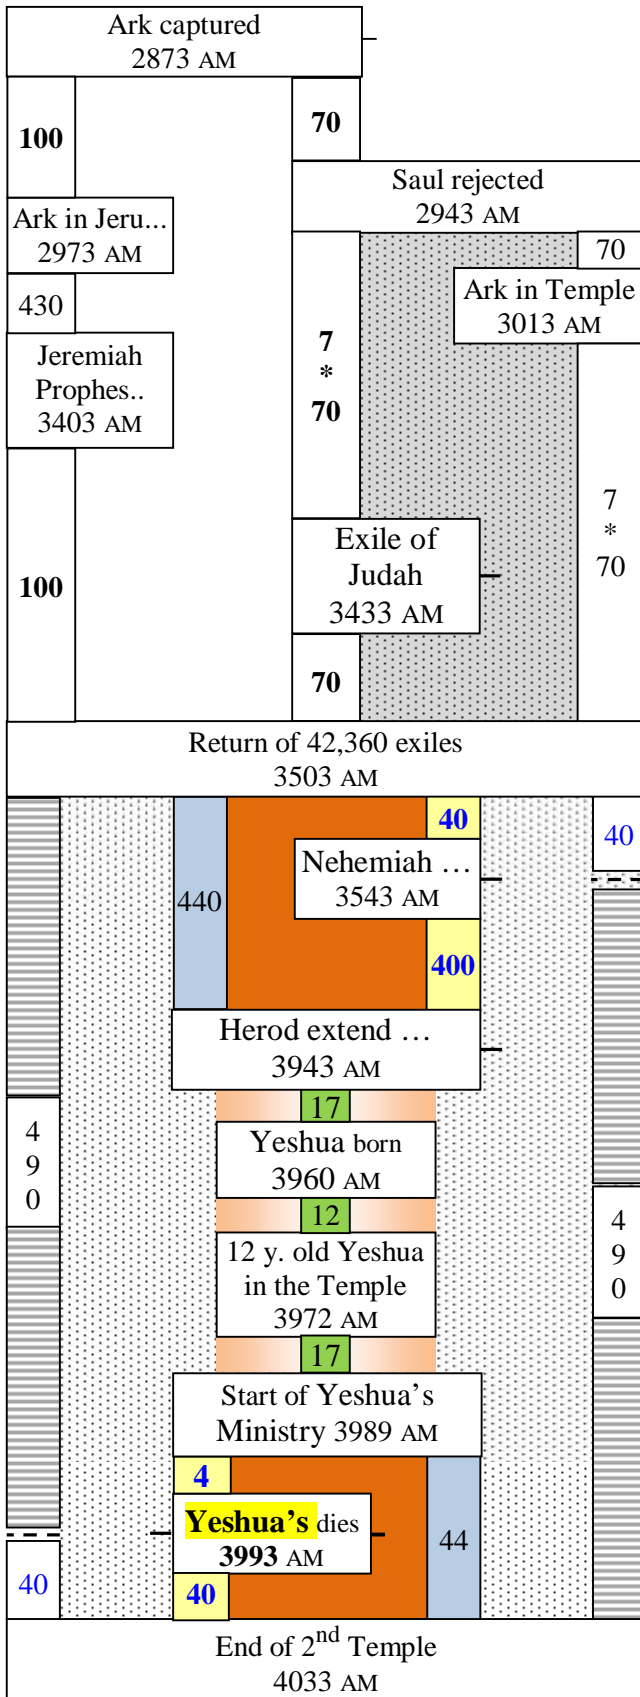 Ark captured
2873 AM
100
70
Saul rejected
2943 AM
Ark in Jeru...
2973 AM
70
Ark in Temple
3013 AM
430
7
*
70
Jeremiah
Prophes..
3403 AM
7
*
70
Exile of
Judah
3433 AM
100
70
Return of 42,360 exiles
3503 AM
40
40
Nehemiah …
3543 AM
440
400
Herod extend …
3943 AM
17
Yeshua born
3960 AM
4
9
0
12
4
9
0
12 y. old Yeshua
in the Temple
3972 AM
17
Start of Yeshua's
Ministry 3989 AM
4
Yeshua's dies
3993 AM
44
40
40
End of 2nd Temple
4033 AM